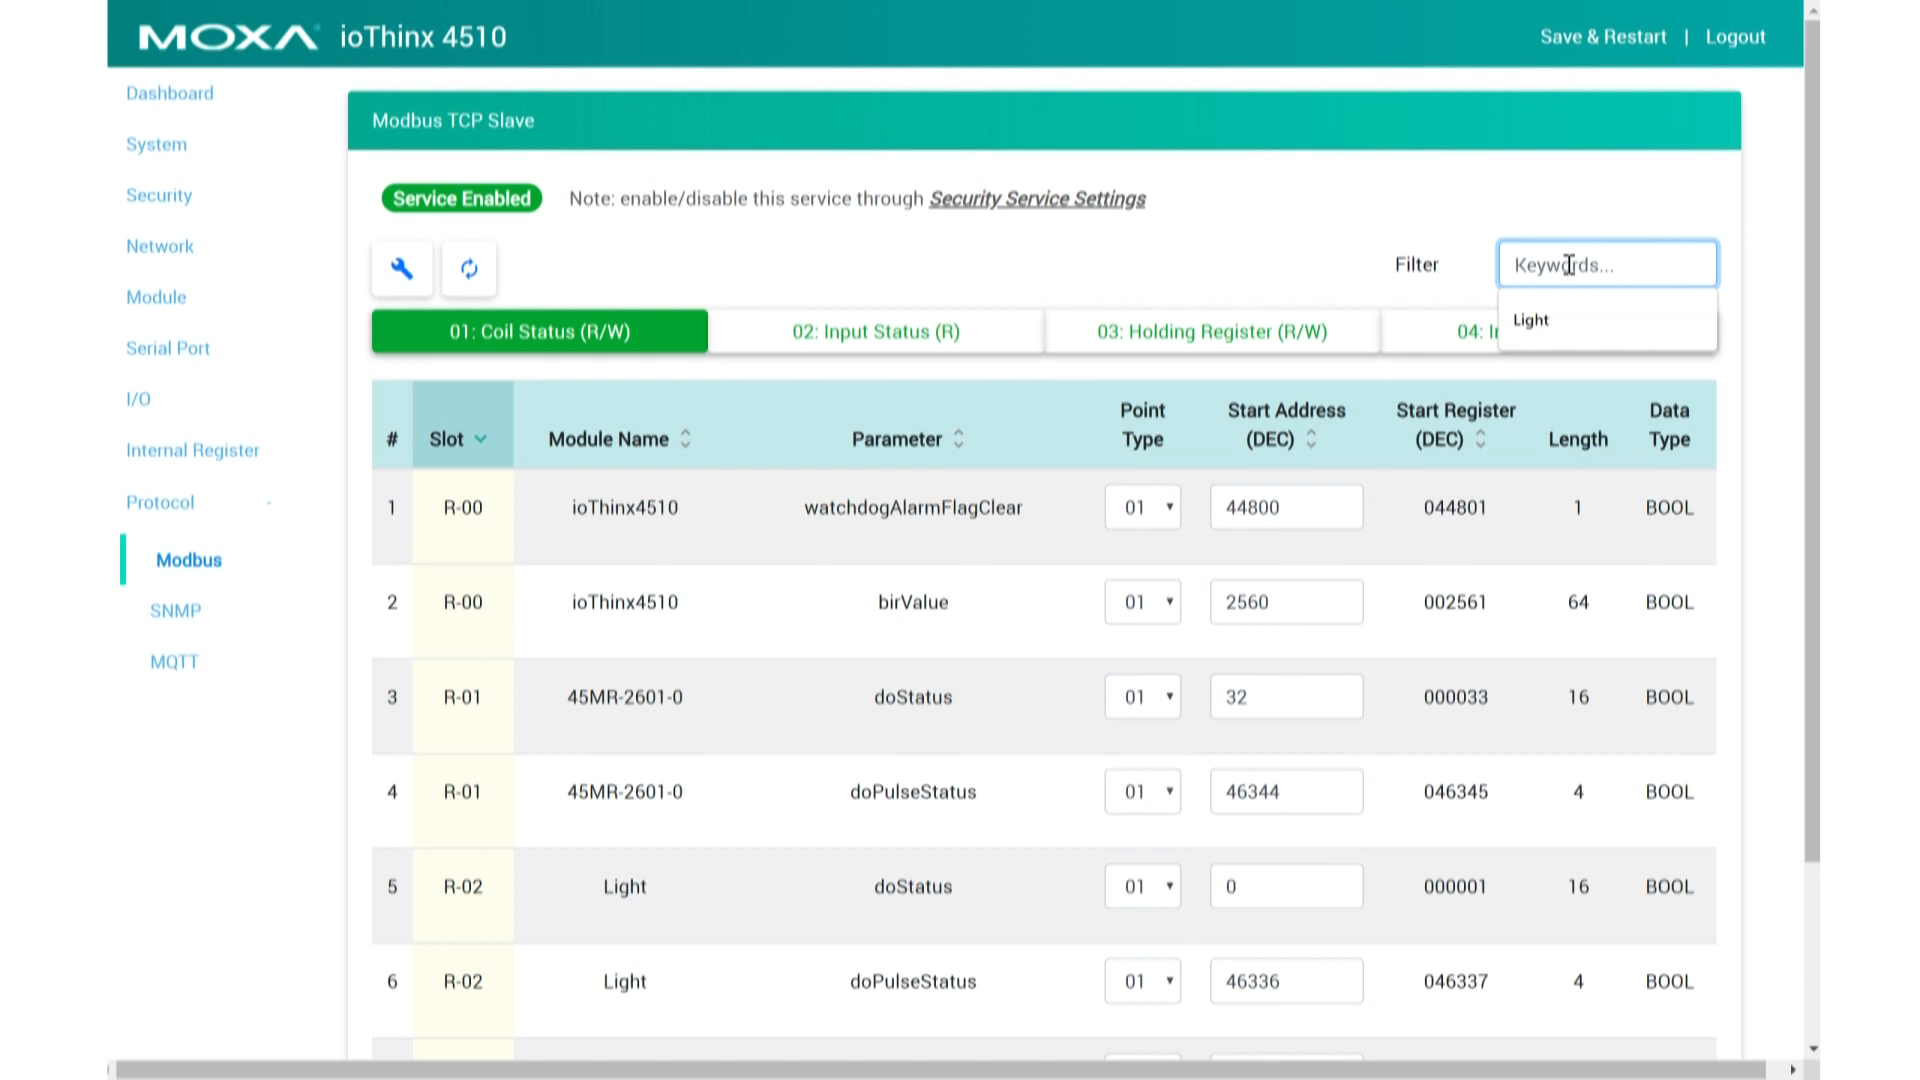 MOXA ioThinx 4510
Save & Restart | Logout
Dashboard
System
Security
Network
Module
Serial Port
I/O
Internal Register
Protocol -
Modbus
SNMP
MQTT
Modbus TCP Slave
Service Enabled Note: enable/disable this service through Security Service Settings
Filter Keywords...
Light
01: Coil Status (R/W) 02: Input Status (R) 03: Holding Register (R/W) 04: I
# Slot Module Name Parameter Point Type Start Address (DEC) Start Register (DEC) Length Data Type
1 R-00 ioThinx4510 watchdogAlarmFlagClear 01 44800 044801 1 BOOL
2 R-00 ioThinx4510 birValue 01 2560 002561 64 BOOL
3 R-01 45MR-2601-0 doStatus 01 32 000033 16 BOOL
4 R-01 45MR-2601-0 doPulseStatus 01 46344 046345 4 BOOL
5 R-02 Light doStatus 01 0 000001 16 BOOL
6 R-02 Light doPulseStatus 01 46336 046337 4 BOOL